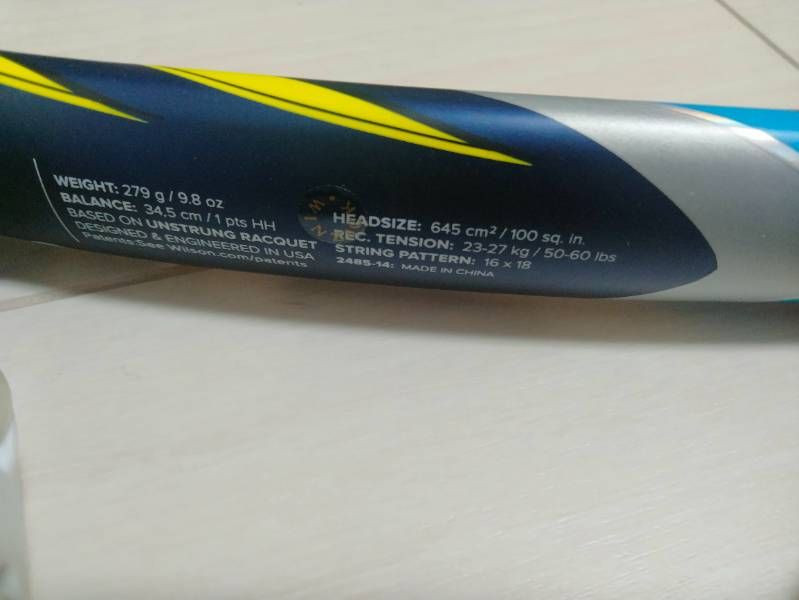 WEIGHT: 279 g / 9.8 oz
BALANCE: 34,5 cm / 1 pts HH
BASED ON UNSTRUNG RACQUET
DESIGNED & ENGINEERED IN USA
Patents:See Wilson.com/patents
HEADSIZE: 645 cm² / 100 sq. in.
REC. TENSION: 23-27 kg / 50-60 lbs
STRING PATTERN: 16 x 18
2485-14: MADE IN CHINA